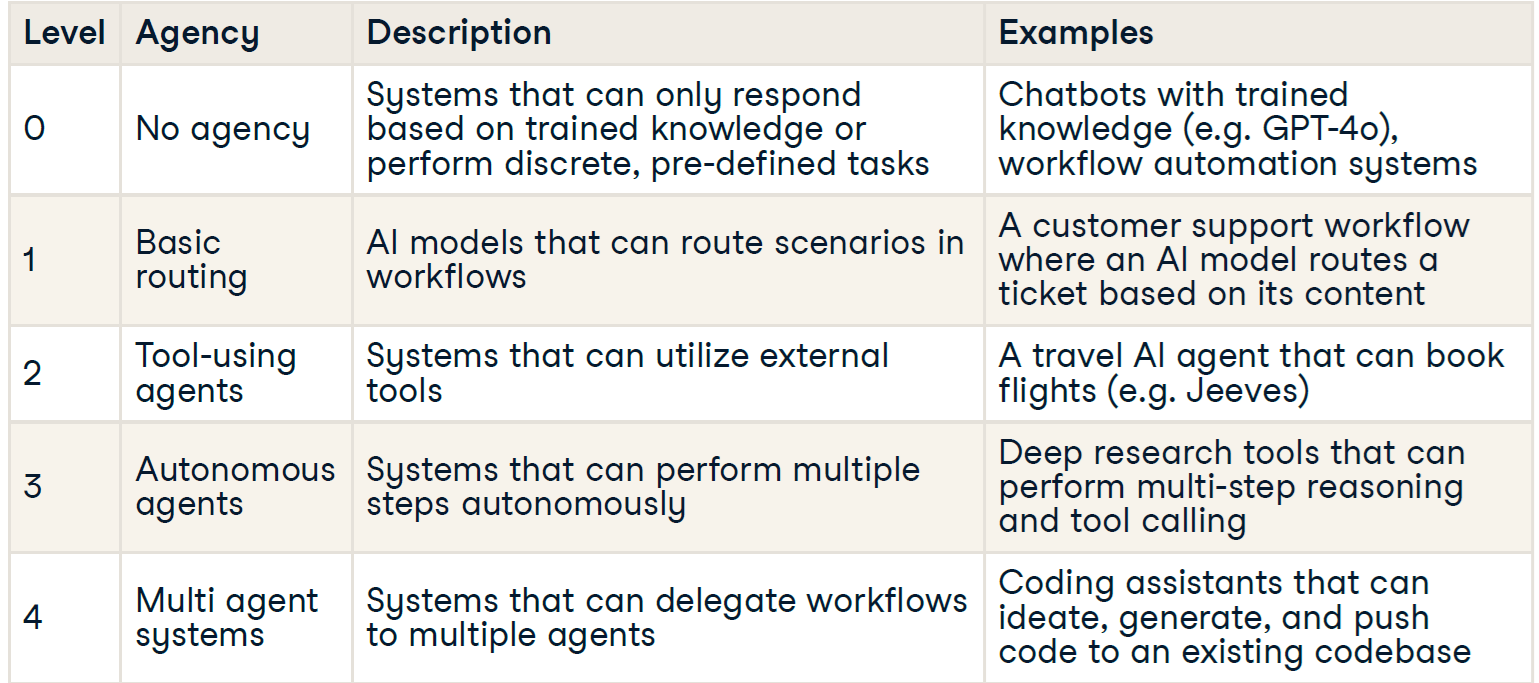 Level Agency Description Examples
0
No agency
Systems that can only respond
based on trained knowledge or
perform discrete, pre-defined tasks
Chatbots with trained
knowledge (e.g. GPT-4o),
workflow automation systems
1
Basic
routing
AI models that can route scenarios in
workflows
A customer support workflow
where an AI model routes a
ticket based on its content
2
Tool-using
agents
Systems that can utilize external
tools
A travel AI agent that can book
flights (e.g. Jeeves)
3
Autonomous
agents
Systems that can perform multiple
steps autonomously
Deep research tools that can
perform multi-step reasoning
and tool calling
4
Multi agent
systems
Systems that can delegate workflows
to multiple agents
Coding assistants that can
ideate, generate, and push
code to an existing codebase